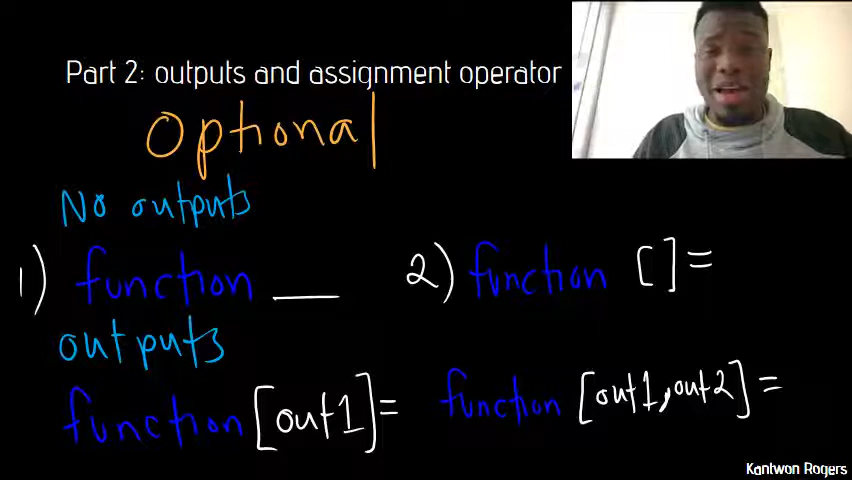 Part 2: outputs and assignment operator
Optional
No outputs
1) function ___ 2) function []=
outputs
function [out1]= function [out1,out2]=
Kantwon Rogers